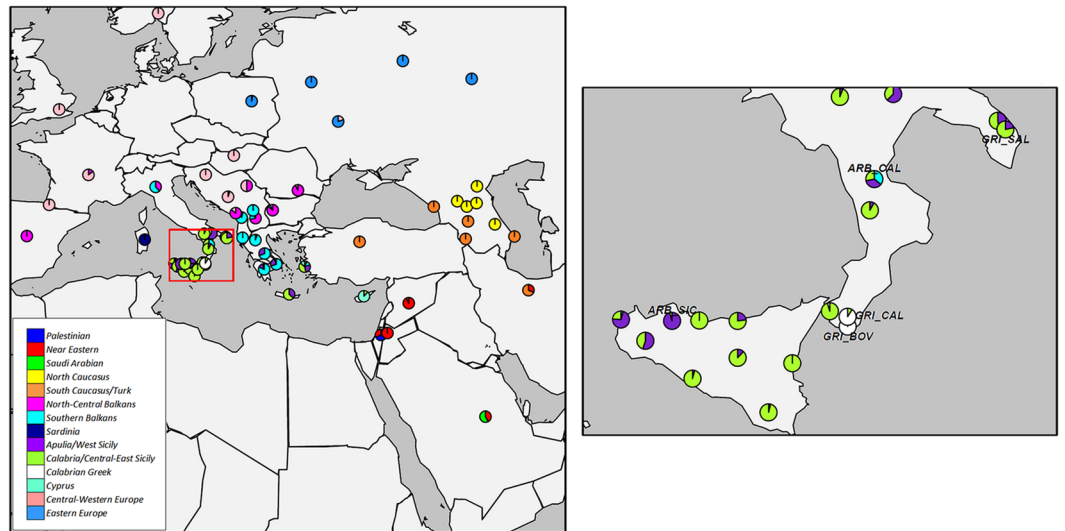 Palestinian
Near Eastern
Saudi Arabian
North Caucasus
South Caucasus/Turk
North-Central Balkans
Southern Balkans
Sardinia
Apulia/West Sicily
Calabria/Central-East Sicily
Calabrian Greek
Cyprus
Central-Western Europe
Eastern Europe
GRI_SAL
ARB_CAL
ARB_SIC
GRI_CAL
GRI_BOV